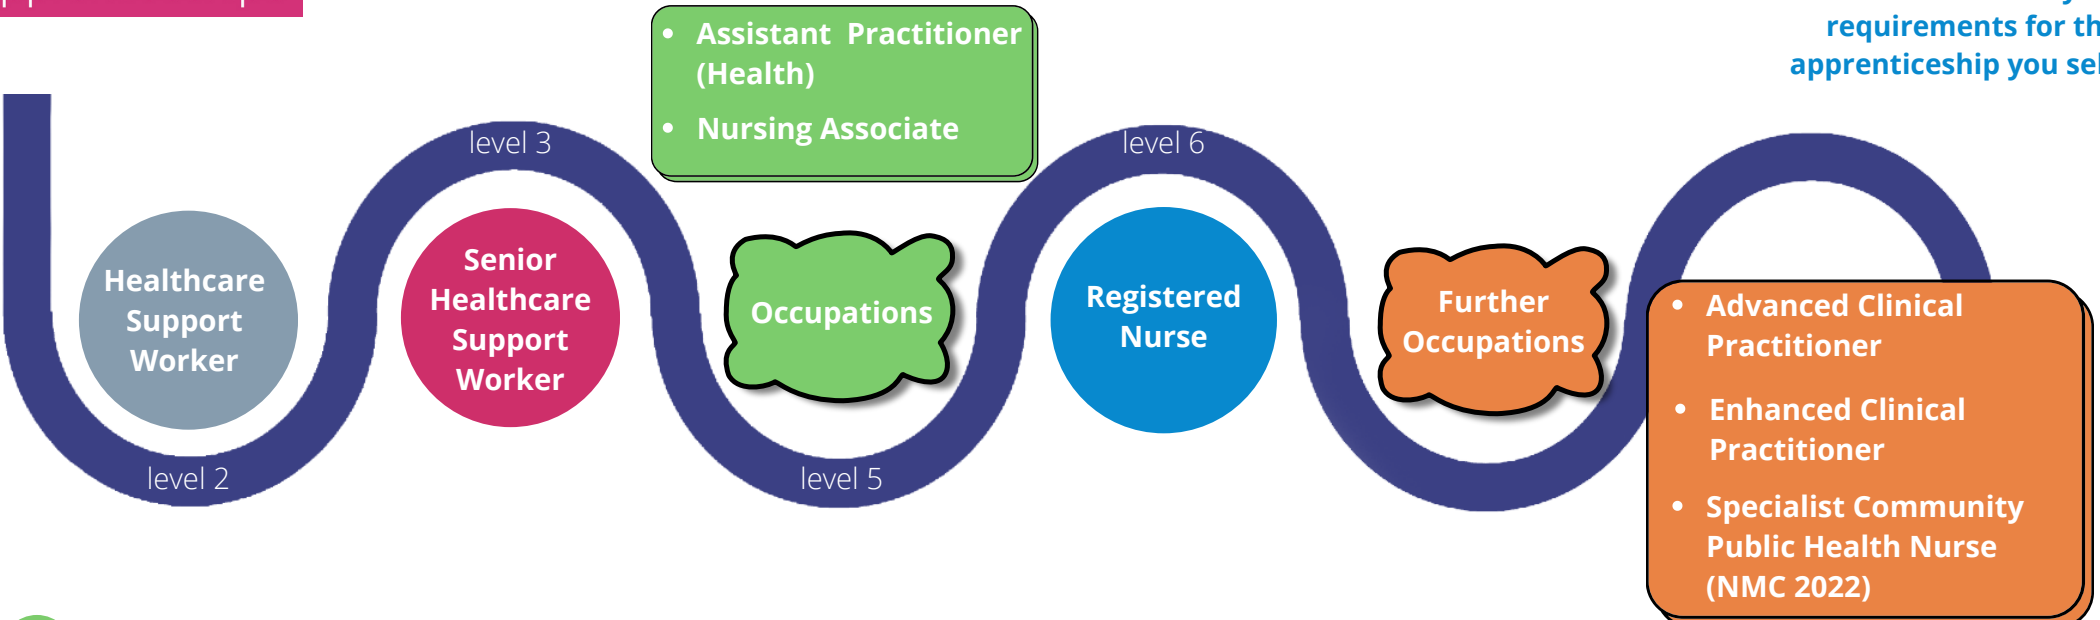 requirements for th
apprenticeship you sel
• Assistant Practitioner
(Health)
• Nursing Associate
level 3
level 6
Healthcare
Support
Worker
Senior
Healthcare
Support
Worker
Occupations
Registered
Nurse
Further
Occupations
• Advanced Clinical
Practitioner
• Enhanced Clinical
Practitioner
• Specialist Community
Public Health Nurse
(NMC 2022)
level 2
level 5